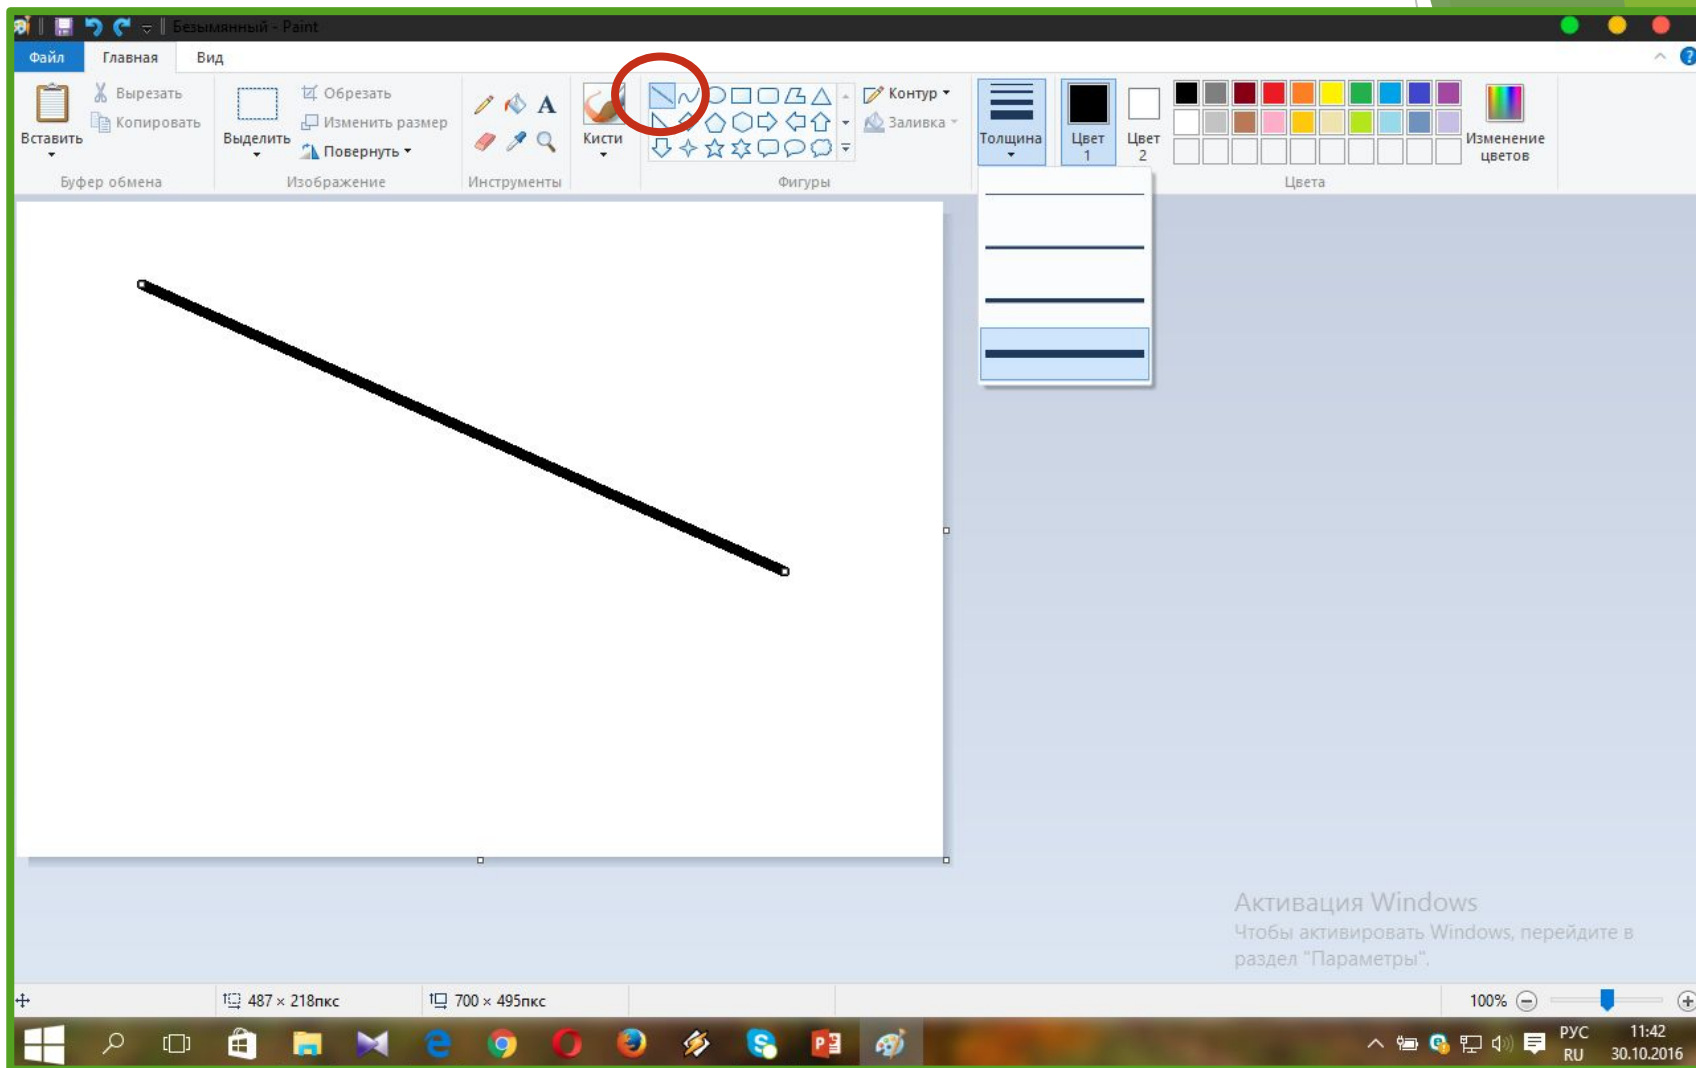 Безымянный - Paint
Файл Главная Вид
Вставить
Вырезать
Копировать
Буфер обмена
Выделить
Обрезать
Изменить размер
Повернуть
Изображение
A
Инструменты
Кисти
Контур
Заливка
Фигуры
Толщина
Цвет
1
Цвет
2
Изменение
цветов
Цвета
Активация Windows
Чтобы активировать Windows, перейдите в
раздел "Параметры".
487 × 218пкс 700 × 495пкс 100%
РУС 11:42
RU 30.10.2016